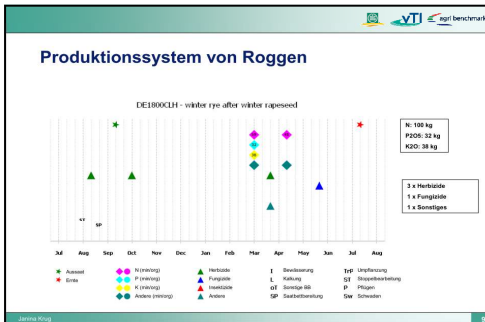 vTI agri benchmark
Produktionssystem von Roggen
DE1800CLH - winter rye after winter rapeseed
N: 100 kg
P2O5: 32 kg
K2O: 38 kg
3 x Herbizide
1 x Fungizide
1 x Sonstiges
ST
SP
Jul Aug Sep Oct Nov Dec Jan Feb Mar Apr May Jun Jul Aug
Aussaat N (min/org) Herbizide I Bewässerung TrP Umpflanzung
Ernte P (min/org) Fungizide L Kalkung ST Stoppelbearbeitung
K (min/org) Insektizide oT Sonstige BB P Pflügen
Andere (min/org) Andere SP Saatbettbereitung Sw Schwaden
Janina Krug